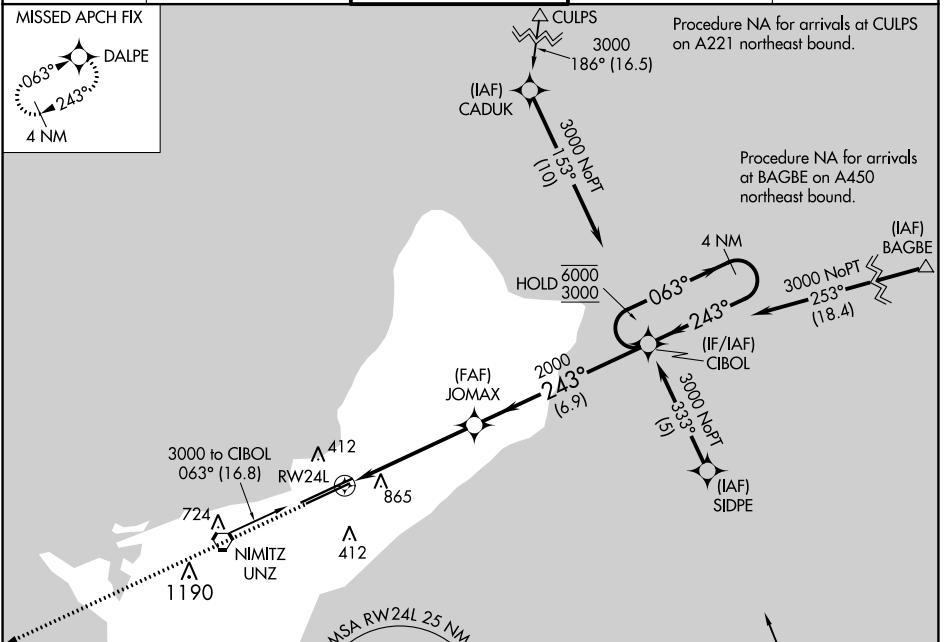 MISSED APCH FIX
DALPE
063°
243°
4 NM
CULPS
3000
186° (16.5)
Procedure NA for arrivals at CULPS
on A221 northeast bound.
(IAF)
CADUK
3000 NoPT
153°
(10)
Procedure NA for arrivals
at BAGBE on A450
northeast bound.
(IAF)
BAGBE
3000 NoPT
253°
(18.4)
4 NM
HOLD 6000
3000
063°
243°
(IF/IAF)
CIBOL
2000
243°
(6.9)
(FAF)
JOMAX
3000 NoPT
333°
(5)
(IAF)
SIDPE
3000 to CIBOL
063° (16.8)
412
RW24L
865
724
NIMITZ
UNZ
412
1190
MSA RW24L 25 NM